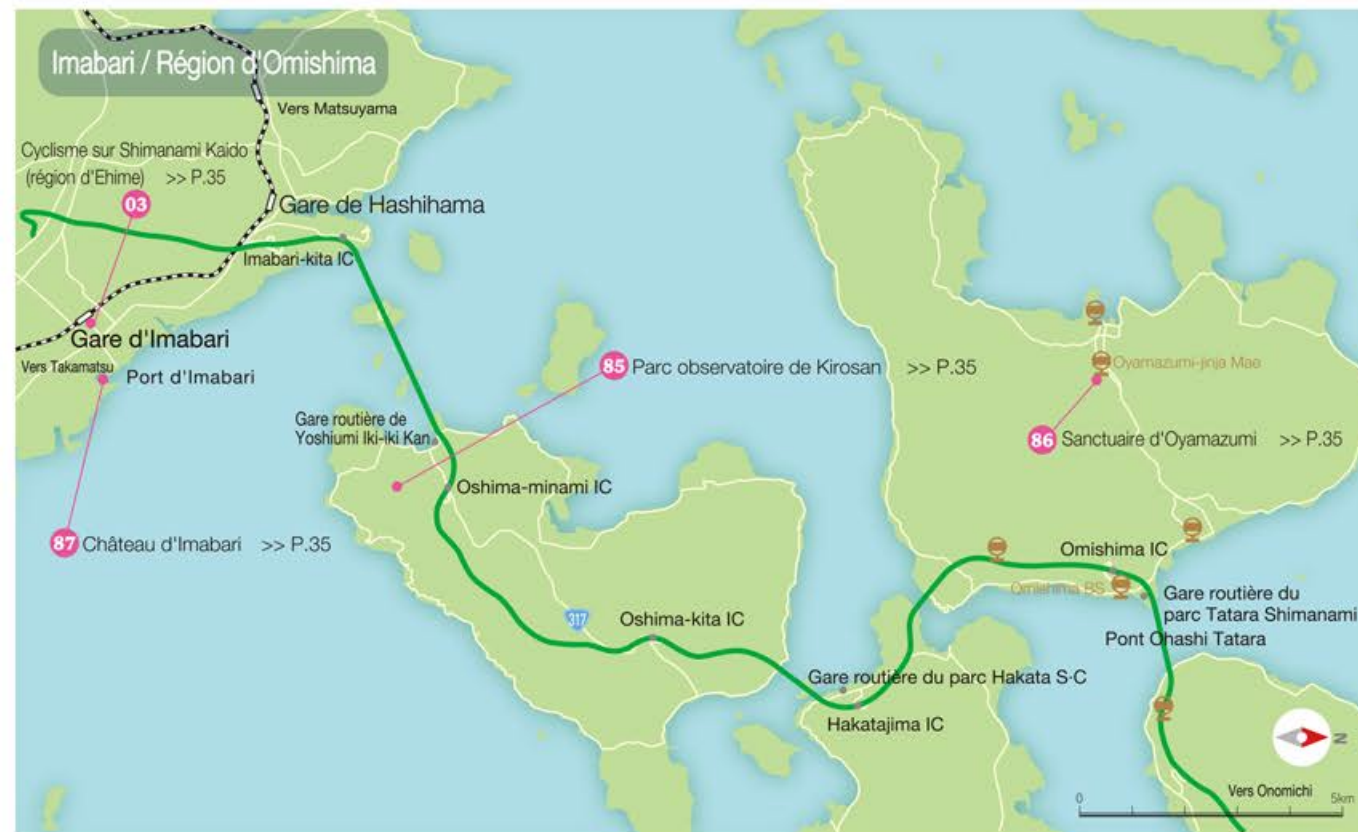 Imabari / Région d'Omishima
Vers Matsuyama
Cyclisme sur Shimanami Kaido
(région d'Ehime) >> P.35
03
Gare de Hashihama
Imabari-kita IC
Gare d'Imabari
Vers Takamatsu
Port d'Imabari
85 Parc observatoire de Kirosan >> P.35
Oyamazumi-jinja Mae
Gare routière de
Yoshiumi Iki-iki Kan
86 Sanctuaire d'Oyamazumi >> P.35
Oshima-minami IC
87 Château d'Imabari >> P.35
Omishima IC
Omishima BS
Gare routière du
parc Tatara Shimanami
317
Oshima-kita IC
Pont Ohashi Tatara
Gare routière du parc Hakata S·C
Hakatajima IC
N
Vers Onomichi
0 5km